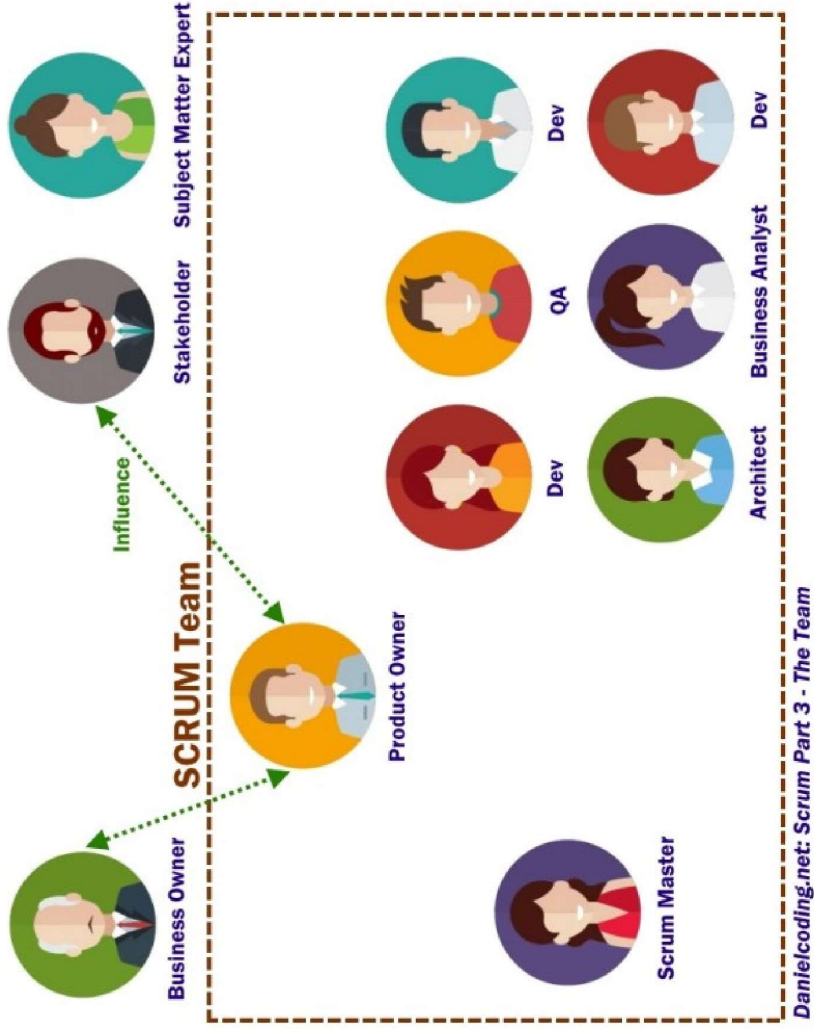 Business Owner
Stakeholder
Subject Matter Expert
Influence
SCRUM Team
Product Owner
Scrum Master
Dev
QA
Dev
Architect
Business Analyst
Dev
Danielcoding.net: Scrum Part 3 - The Team